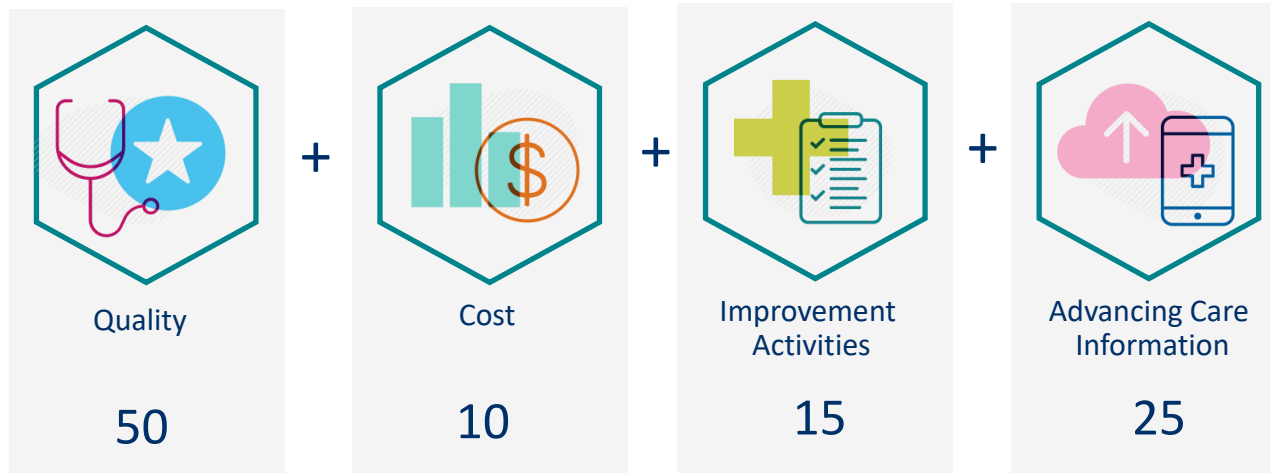 Quality
50
+
Cost
10
+
Improvement
Activities
15
+
Advancing Care
Information
25